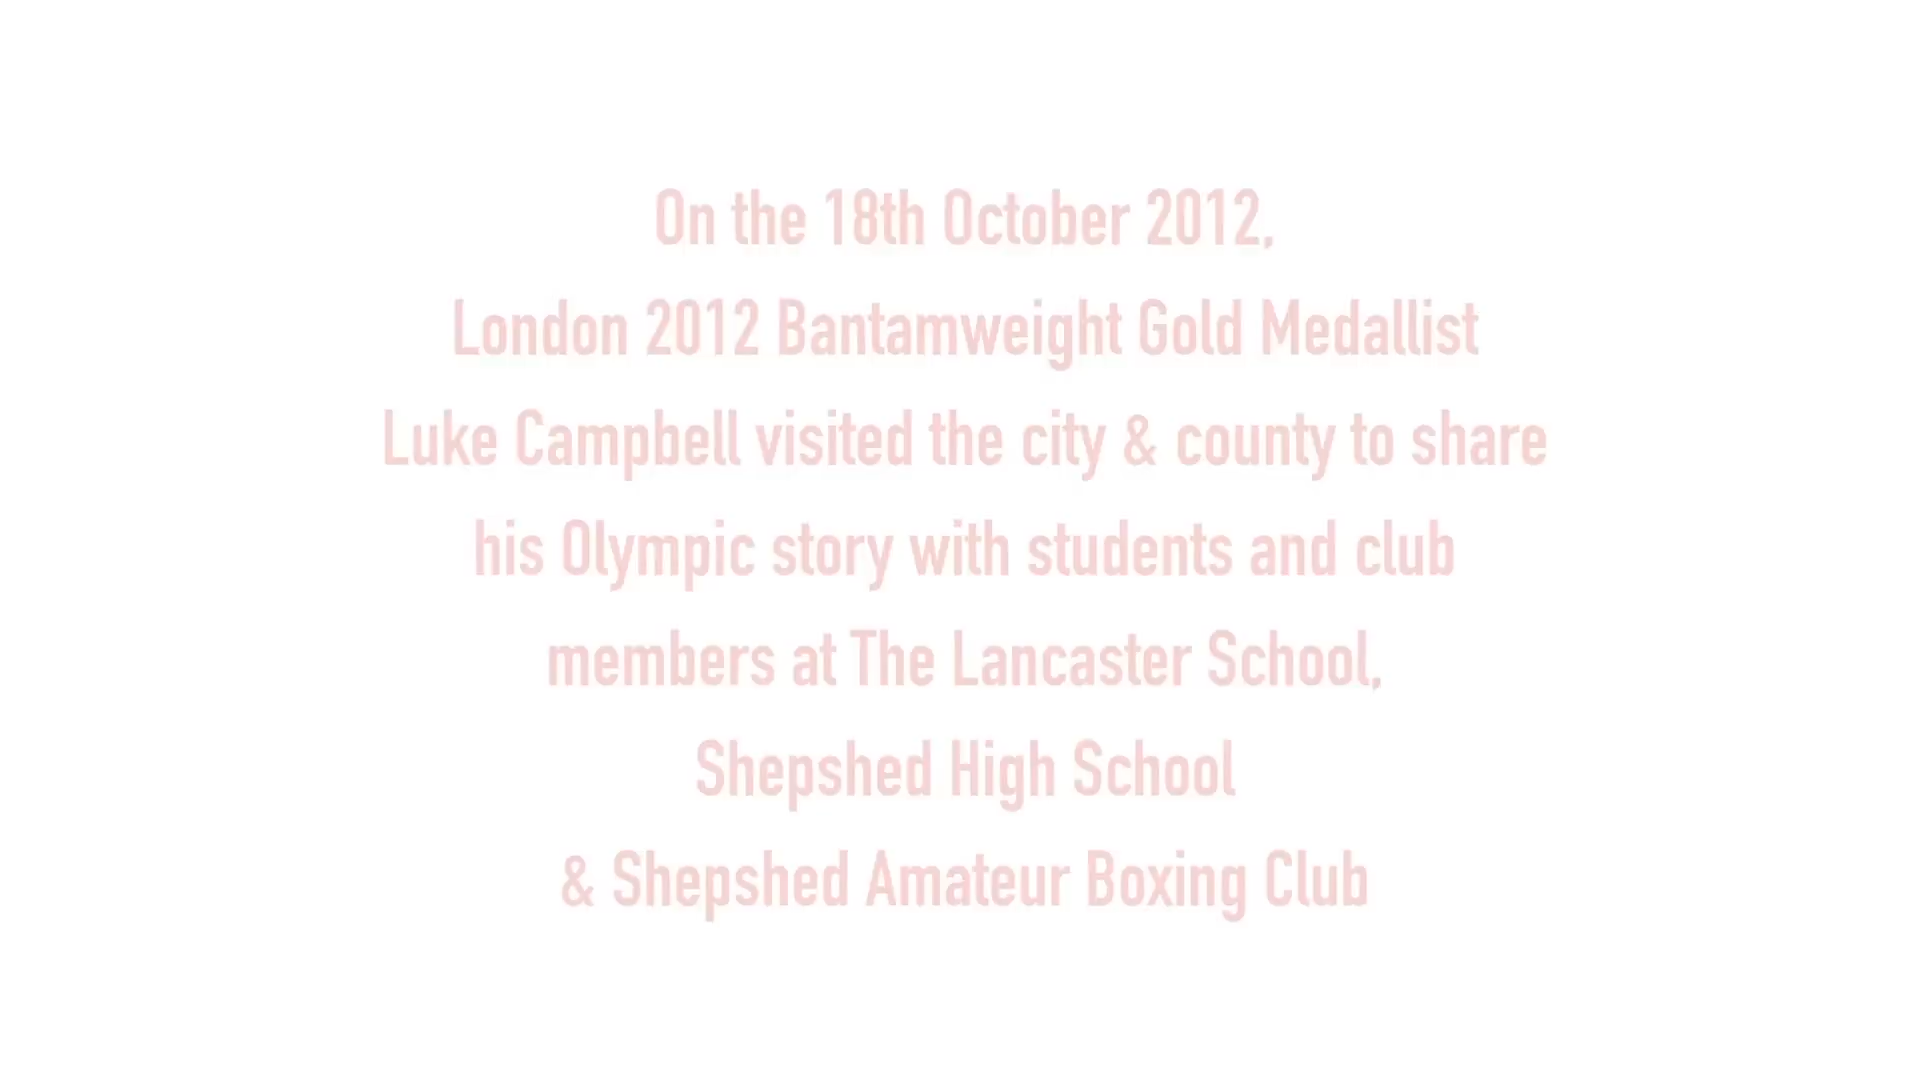 On the 18th October 2012,
London 2012 Bantamweight Gold Medallist
Luke Campbell visited the city & county to share
his Olympic story with students and club
members at The Lancaster School,
Shepshed High School
& Shepshed Amateur Boxing Club